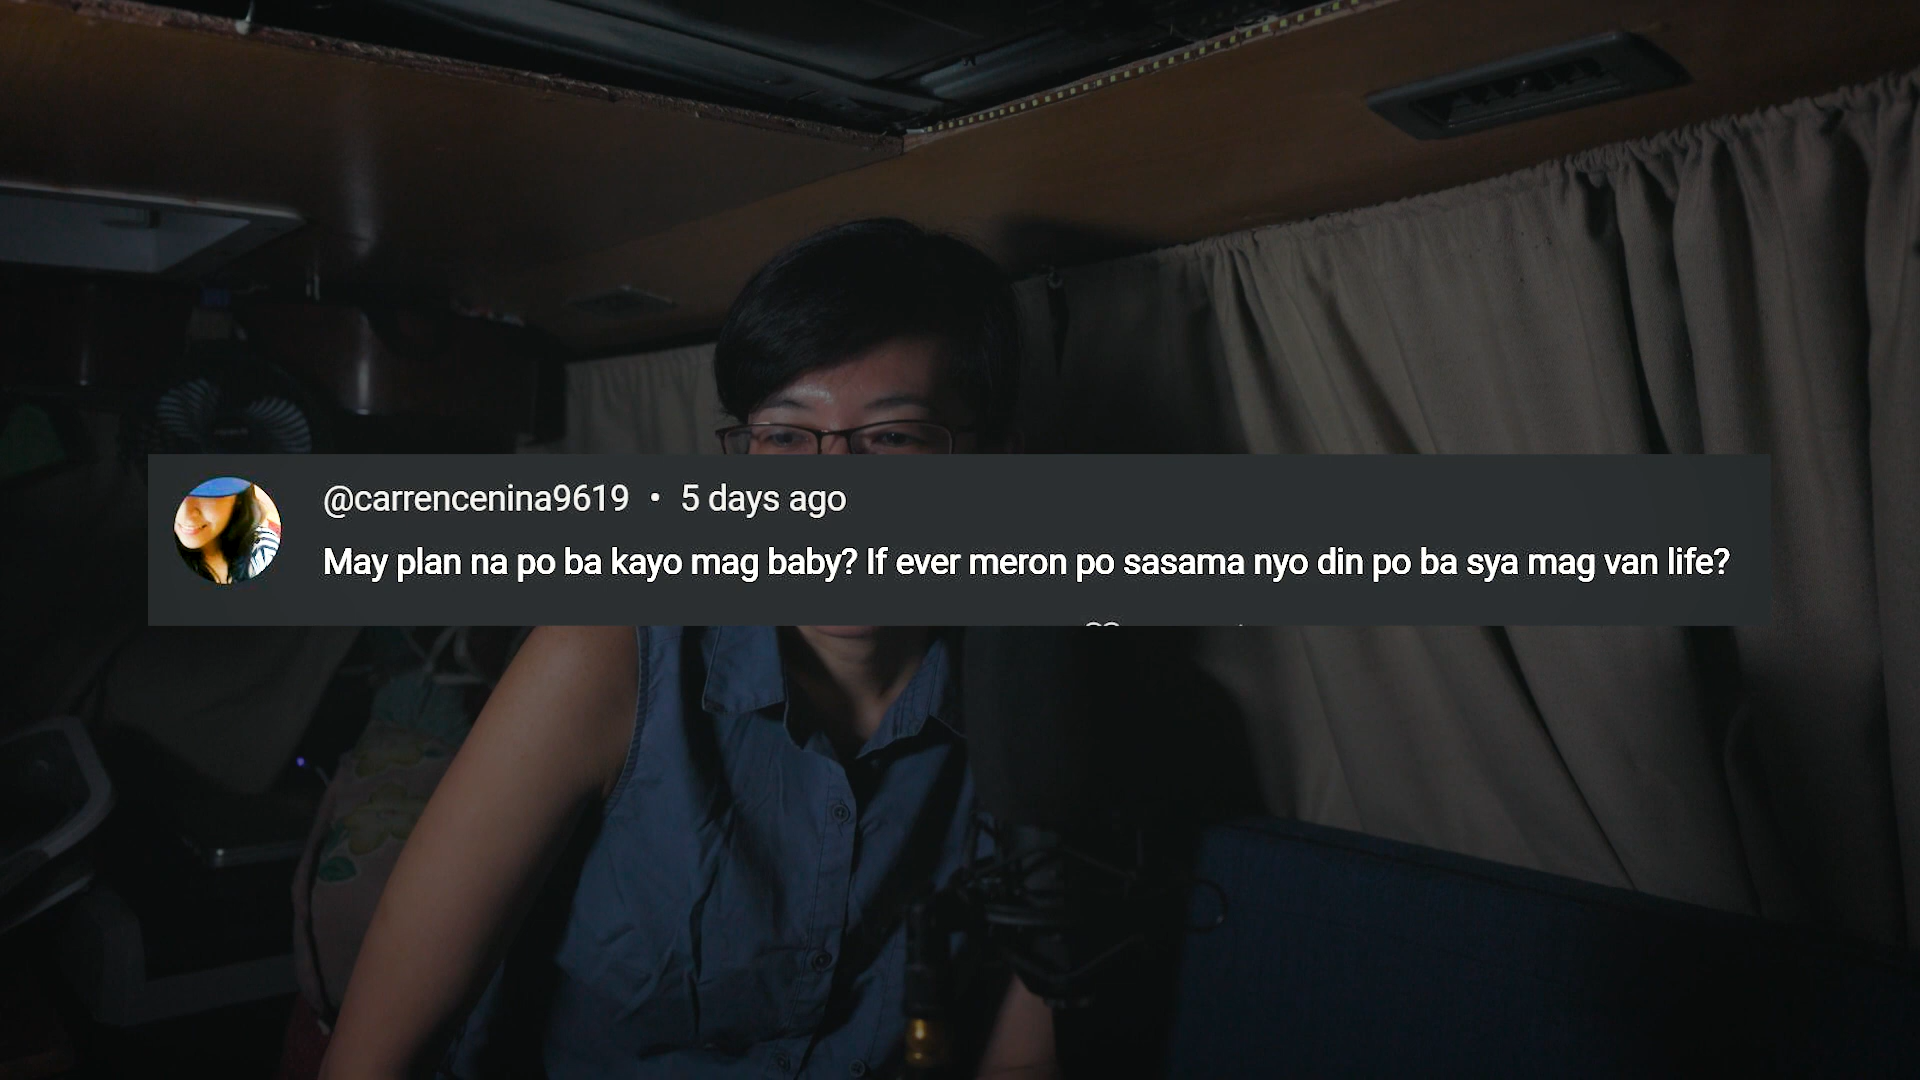 @carrencenina9619 • 5 days ago
May plan na po ba kayo mag baby? If ever meron po sasama nyo din po ba sya mag van life?